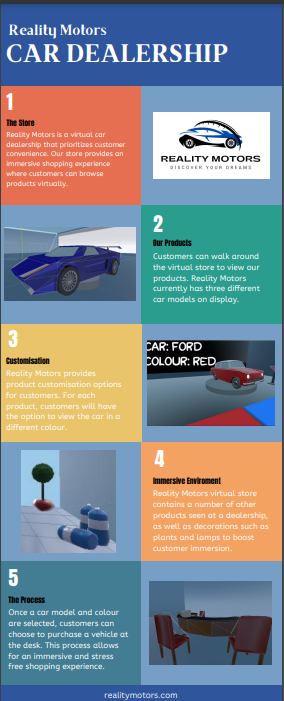 Reality Motors
CAR DEALERSHIP
1
The Store
Reality Motors is a virtual car
dealership that prioritizes customer
convenience. Our store provides an
immersive shopping experience
where customers can browse
products virtually.
REALITY MOTORS
DISCOVER YOUR DREAMS
2
Our Products
Customers can walk around
the virtual store to view our
products. Reality Motors
currently has three different
car models on display.
3
Customisation
Reality Motors provides
product customisation options
for customers. For each
product, customers will have
the option to view the car in a
different colour.
CAR: FORD
COLOUR: RED
4
Immersive Enviroment
Reality Motors virtual store
contains a number of other
products seen at a dealership,
as well as decorations such as
plants and lamps to boost
customer immersion.
5
The Process
Once a car model and colour
are selected, customers can
choose to purchase a vehicle at
the desk. This process allows
for an immersive and stress
free shopping experience.
realitymotors.com